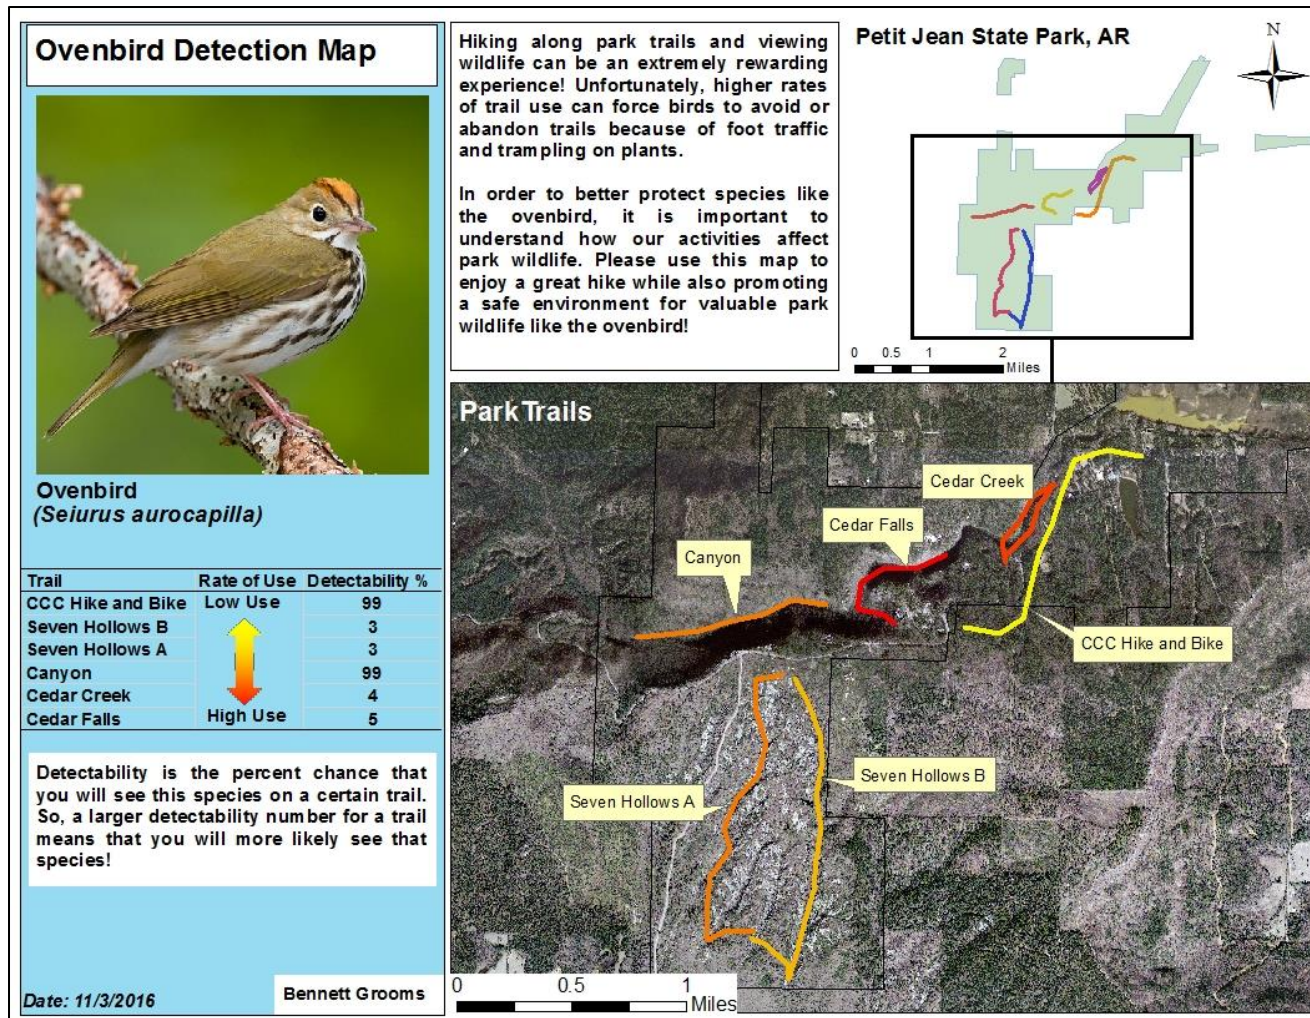 Ovenbird Detection Map
Ovenbird
(Seiurus aurocapilla)
Trail Rate of Use Detectability %
CCC Hike and Bike Low Use 99
Seven Hollows B 3
Seven Hollows A 3
Canyon 99
Cedar Creek 4
Cedar Falls High Use 5
Detectability is the percent chance that
you will see this species on a certain trail.
So, a larger detectability number for a trail
means that you will more likely see that
species!
Date: 11/3/2016
Bennett Grooms
Hiking along park trails and viewing
wildlife can be an extremely rewarding
experience! Unfortunately, higher rates
of trail use can force birds to avoid or
abandon trails because of foot traffic
and trampling on plants.
In order to better protect species like
the ovenbird, it is important to
understand how our activities affect
park wildlife. Please use this map to
enjoy a great hike while also promoting
a safe environment for valuable park
wildlife like the ovenbird!
Petit Jean State Park, AR
N
0 0.5 1 2
Miles
Park Trails
Cedar Creek
Cedar Falls
Canyon
CCC Hike and Bike
Seven Hollows B
Seven Hollows A
0 0.5 1
Miles